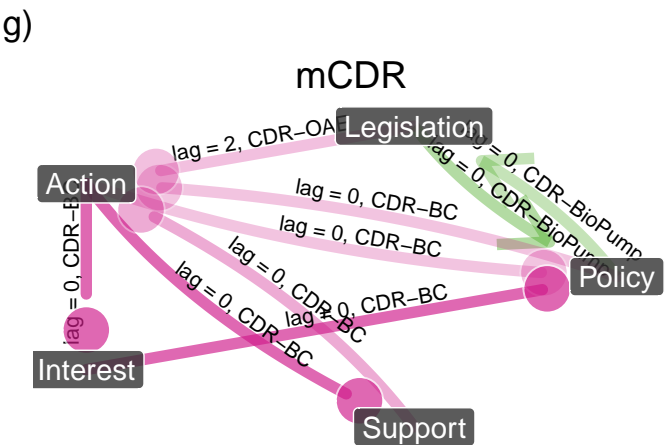 g)
mCDR
lag = 2, CDR−OAE
Legislation
lag = 0, CDR−BioPump
lag = 0, CDR−BioPump
Action
lag = 0, CDR−BC
lag = 0, CDR−BC
lag = 0, CDR−BC
lag = 0, CDR−BC
lag = 0, CDR−BC
lag = 0, CDR−BC
Policy
Interest
Support